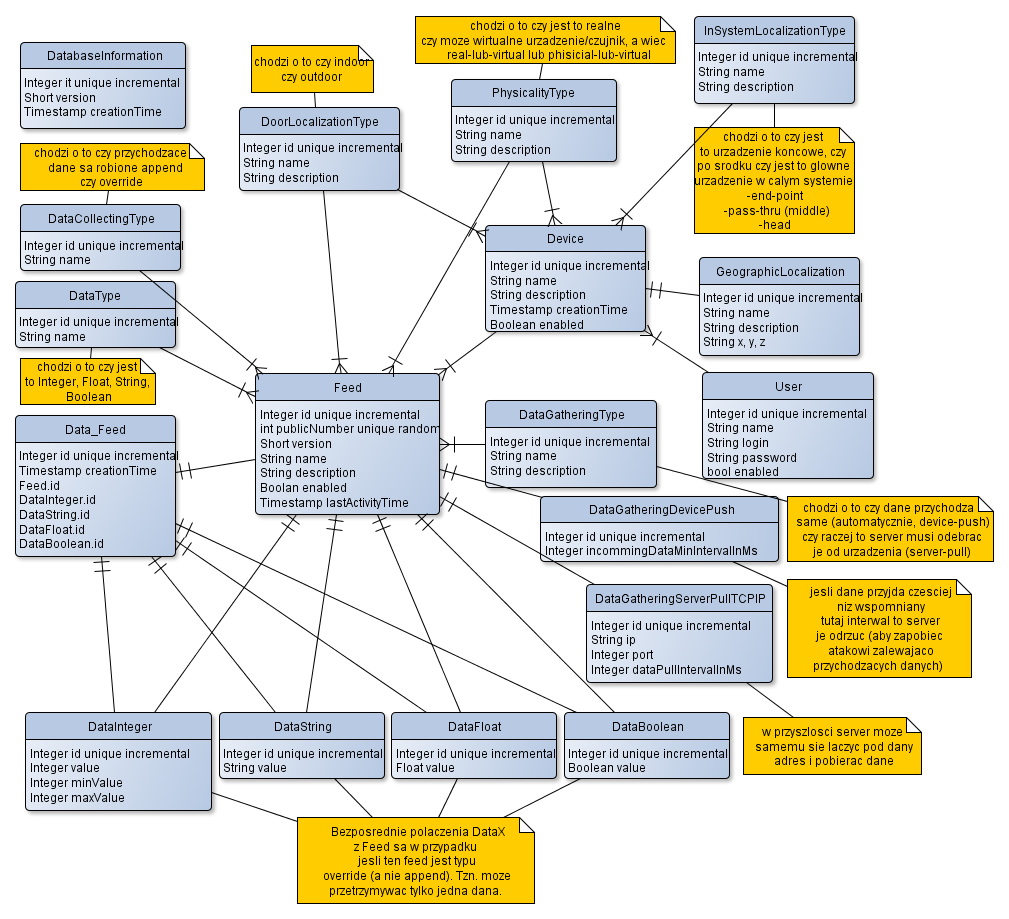 DatabaseInformation
Integer it unique incremental
Short version
Timestamp creationTime
chodzi o to czy przychodzace
dane sa robione append
czy override
DataCollectingType
Integer id unique incremental
String name
DataType
Integer id unique incremental
String name
chodzi o to czy jest
to Integer, Float, String,
Boolean
Data_Feed
Integer id unique incremental
Timestamp creationTime
Feed.id
DataInteger.id
DataString.id
DataFloat.id
DataBoolean.id
chodzi o to czy indoor
czy outdoor
DoorLocalizationType
Integer id unique incremental
String name
String description
chodzi o to czy jest to realne
czy moze wirtualne urzadzenie/czujnik, a wiec
real-lub-virtual lub phisicial-lub-virtual
PhysicalityType
Integer id unique incremental
String name
String description
InSystemLocalizationType
Integer id unique incremental
String name
String description
chodzi o to czy jest
to urzadzenie koncowe, czy
po srodku czy jest to glowne
urzadzenie w calym systemie
-end-point
-pass-thru (middle)
-head
Device
Integer id unique incremental
String name
String description
Timestamp creationTime
Boolean enabled
GeographicLocalization
Integer id unique incremental
String name
String description
String x, y, z
User
Integer id unique incremental
String name
String login
String password
bool enabled
Feed
Integer id unique incremental
int publicNumber unique random
Short version
String name
String description
Boolan enabled
Timestamp lastActivityTime
DataGatheringType
Integer id unique incremental
String name
String description
DataGatheringDevicePush
Integer id unique incremental
Integer incommingDataMinIntervalInMs
chodzi o to czy dane przychodza
same (automatycznie, device-push)
czy raczej to server musi odebrac
je od urzadzenia (server-pull)
DataGatheringServerPullTCPIP
Integer id unique incremental
String ip
Integer port
Integer dataPullIntervalInMs
jesli dane przyjda czesciej
niz wspomniany
tutaj interwal to server
je odrzuc (aby zapobiec
atakowi zalewajaco
przychodzacych danych)
w przyszlosci server moze
samemu sie laczyc pod dany
adres i pobierac dane
DataInteger
Integer id unique incremental
Integer value
Integer minValue
Integer maxValue
DataString
Integer id unique incremental
String value
DataFloat
Integer id unique incremental
Float value
DataBoolean
Integer id unique incremental
Boolean value
Bezposrednie polaczenia DataX
z Feed sa w przypadku
jesli ten feed jest typu
override (a nie append). Tzn. moze
przetrzymywac tylko jedna dana.